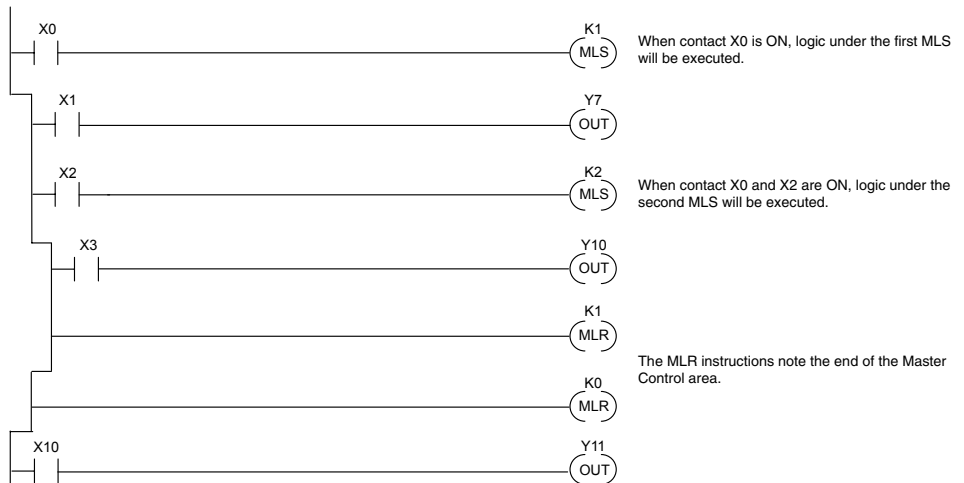 X0
K1
MLS
When contact X0 is ON, logic under the first MLS
will be executed.
X1
Y7
OUT
X2
K2
MLS
When contact X0 and X2 are ON, logic under the
second MLS will be executed.
X3
Y10
OUT
K1
MLR
The MLR instructions note the end of the Master
Control area.
K0
MLR
X10
Y11
OUT